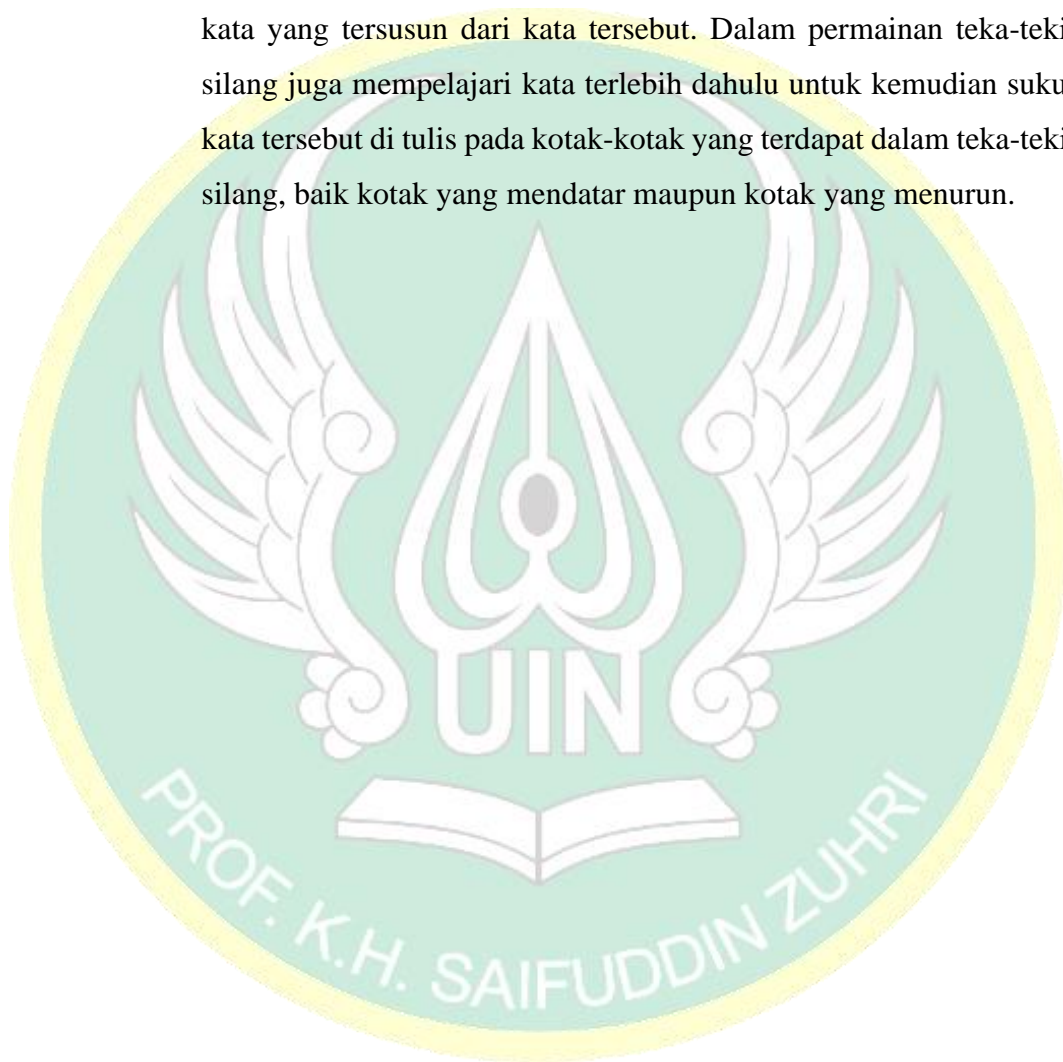 kata yang tersusun dari kata tersebut. Dalam permainan teka-teki
silang juga mempelajari kata terlebih dahulu untuk kemudian suku
kata tersebut di tulis pada kotak-kotak yang terdapat dalam teka-teki
silang, baik kotak yang mendatar maupun kotak yang menurun.
UIN
PROF. K.H. SAIFUDDIN ZUHRI